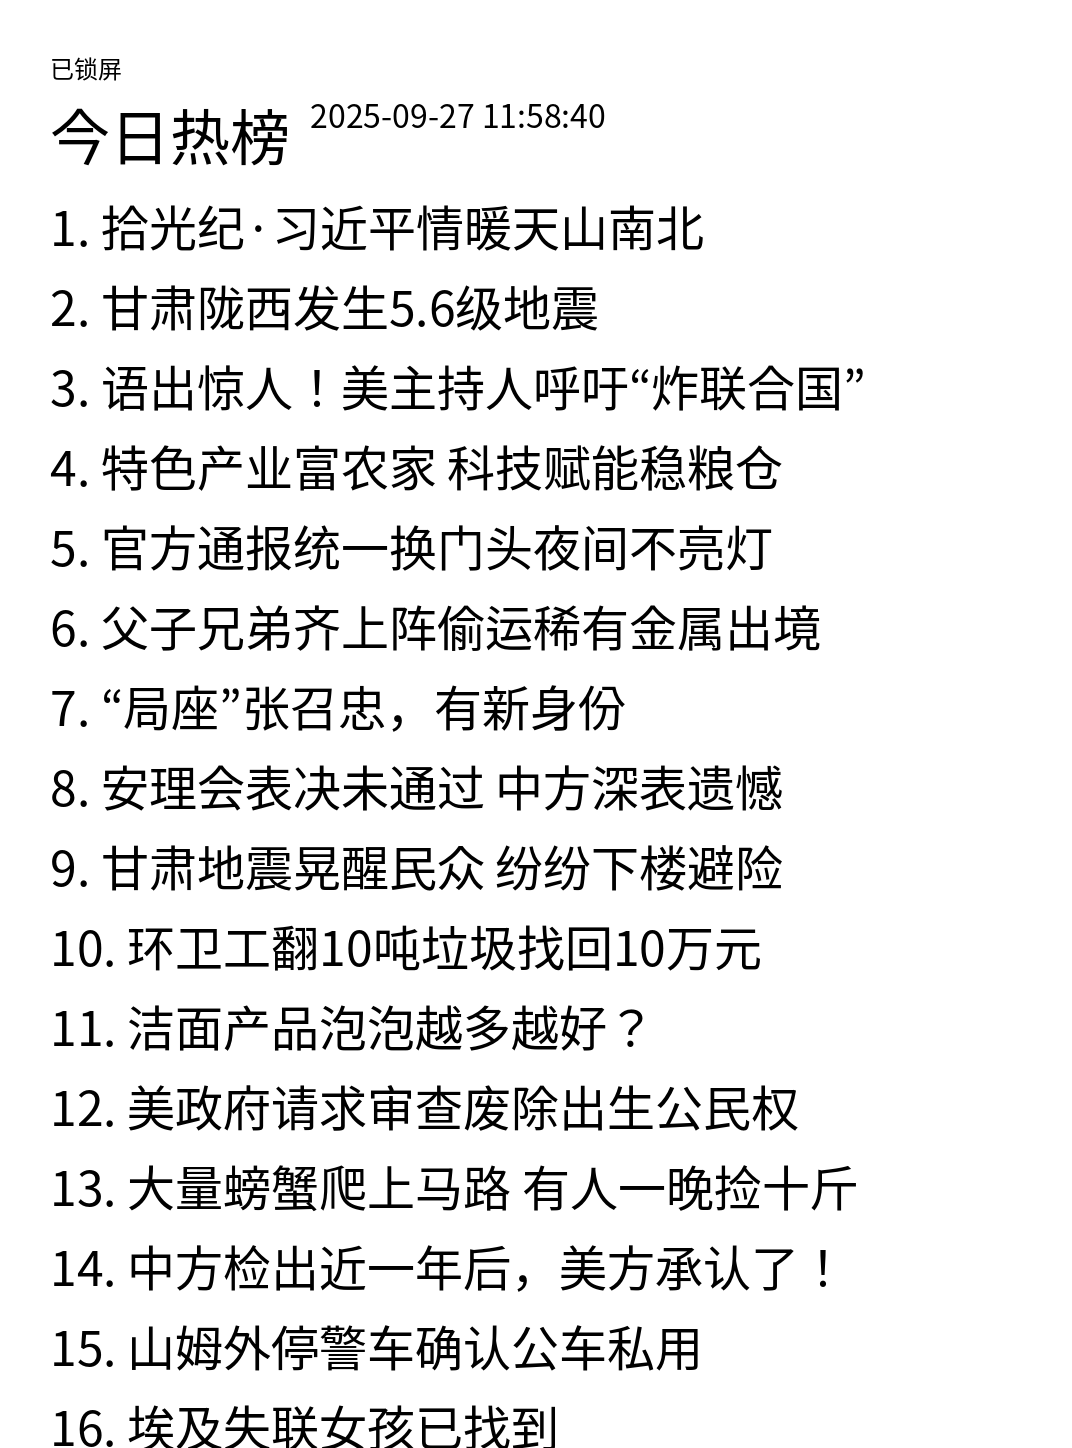 已锁屏
今日热榜 2025-09-27 11:58:40
1. 拾光纪·习近平情暖天山南北
2. 甘肃陇西发生5.6级地震
3. 语出惊人！美主持人呼吁“炸联合国”
4. 特色产业富农家 科技赋能稳粮仓
5. 官方通报统一换门头夜间不亮灯
6. 父子兄弟齐上阵偷运稀有金属出境
7. “局座”张召忠，有新身份
8. 安理会表决未通过 中方深表遗憾
9. 甘肃地震晃醒民众 纷纷下楼避险
10. 环卫工翻10吨垃圾找回10万元
11. 洁面产品泡泡越多越好？
12. 美政府请求审查废除出生公民权
13. 大量螃蟹爬上马路 有人一晚捡十斤
14. 中方检出近一年后，美方承认了！
15. 山姆外停警车确认公车私用
16. 埃及失联女孩已找到